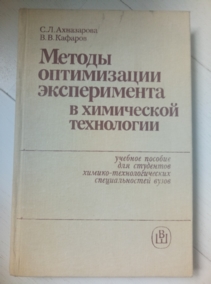 С. Л. Ахназарова
В. В. Кафаров
Методы
оптимизации
эксперимента
в химической
технологии
учебное пособие
для студентов
химико-технологических
специальностей вузов